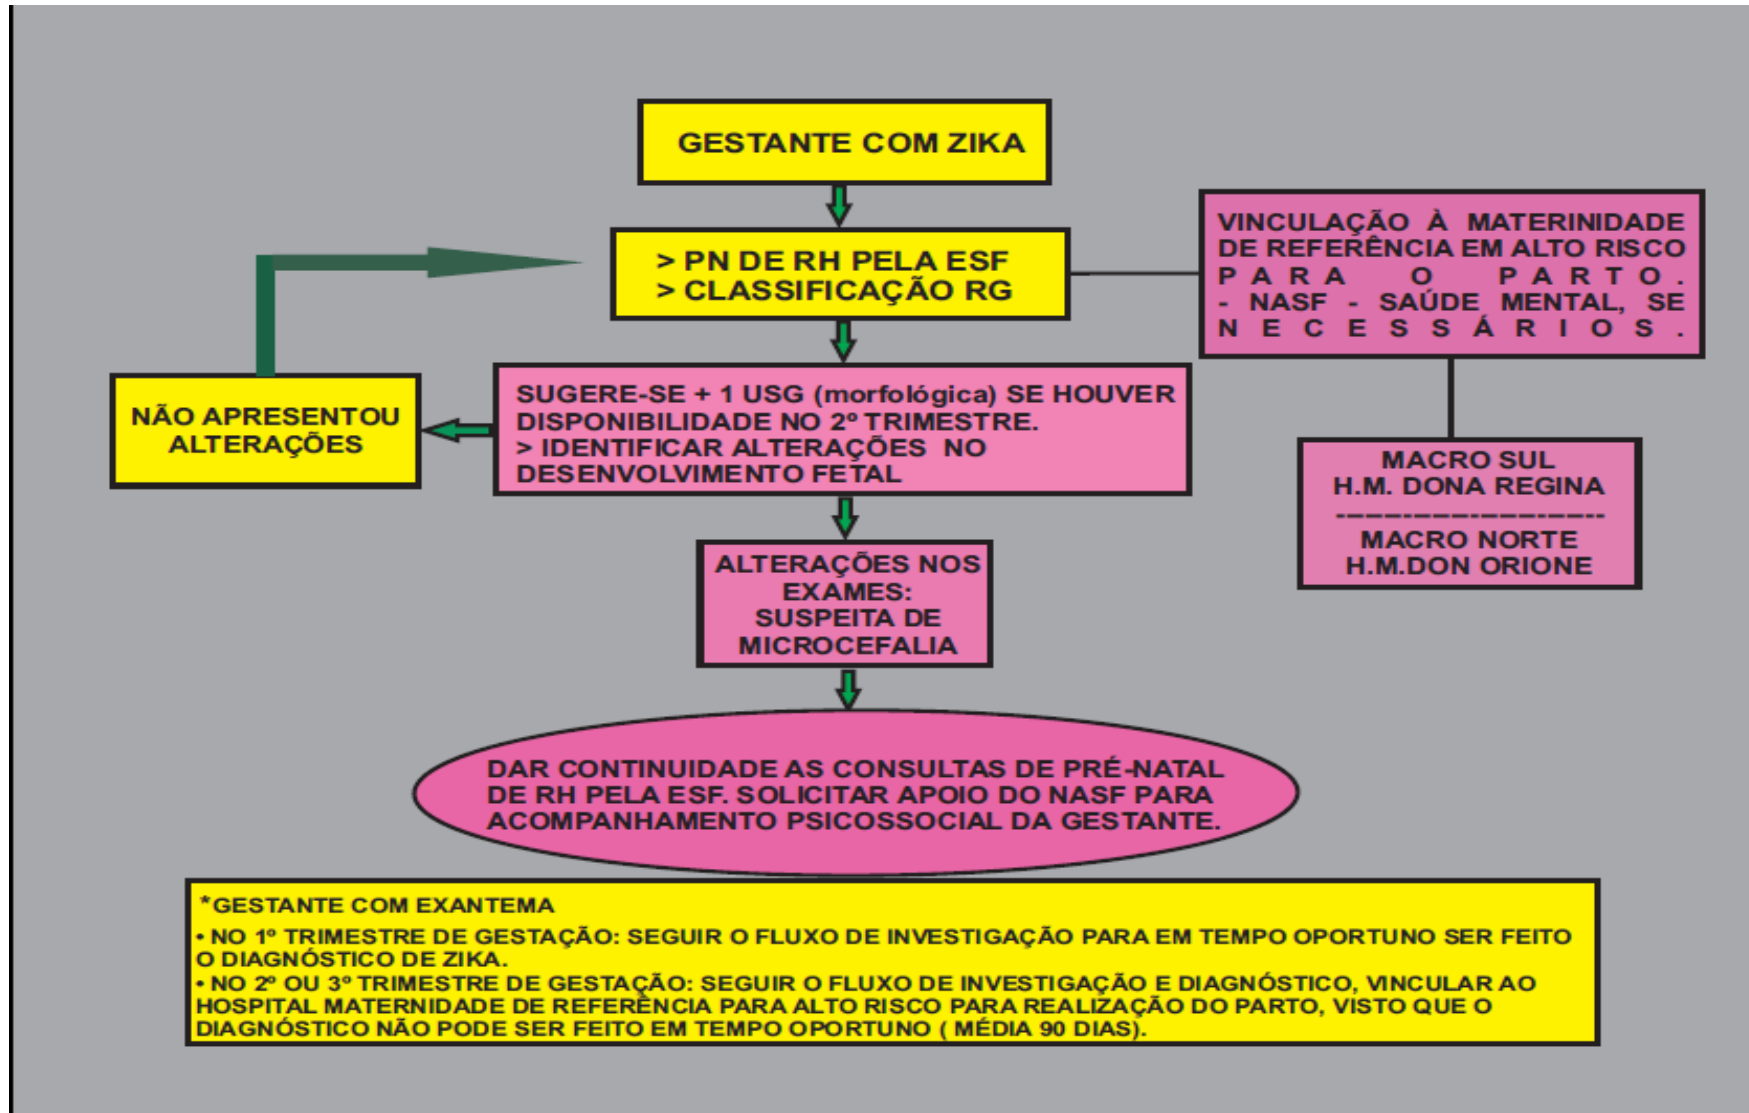 GESTANTE COM ZIKA
> PN DE RH PELA ESF
> CLASSIFICAÇÃO RG
VINCULAÇÃO À MATERINIDADE
DE REFERÊNCIA EM ALTO RISCO
PARA O PARTO.
- NASF - SAÚDE MENTAL, SE
NECESSÁRIOS.
NÃO APRESENTOU
ALTERAÇÕES
SUGERE-SE + 1 USG (morfológica) SE HOUVER
DISPONIBILIDADE NO 2º TRIMESTRE.
> IDENTIFICAR ALTERAÇÕES NO
DESENVOLVIMENTO FETAL
MACRO SUL
H.M. DONA REGINA
---------------------------
MACRO NORTE
H.M.DON ORIONE
ALTERAÇÕES NOS
EXAMES:
SUSPEITA DE
MICROCEFALIA
DAR CONTINUIDADE AS CONSULTAS DE PRÉ-NATAL
DE RH PELA ESF. SOLICITAR APOIO DO NASF PARA
ACOMPANHAMENTO PSICOSSOCIAL DA GESTANTE.
*GESTANTE COM EXANTEMA
• NO 1º TRIMESTRE DE GESTAÇÃO: SEGUIR O FLUXO DE INVESTIGAÇÃO PARA EM TEMPO OPORTUNO SER FEITO
O DIAGNÓSTICO DE ZIKA.
• NO 2º OU 3º TRIMESTRE DE GESTAÇÃO: SEGUIR O FLUXO DE INVESTIGAÇÃO E DIAGNÓSTICO, VINCULAR AO
HOSPITAL MATERNIDADE DE REFERÊNCIA PARA ALTO RISCO PARA REALIZAÇÃO DO PARTO, VISTO QUE O
DIAGNÓSTICO NÃO PODE SER FEITO EM TEMPO OPORTUNO ( MÉDIA 90 DIAS).